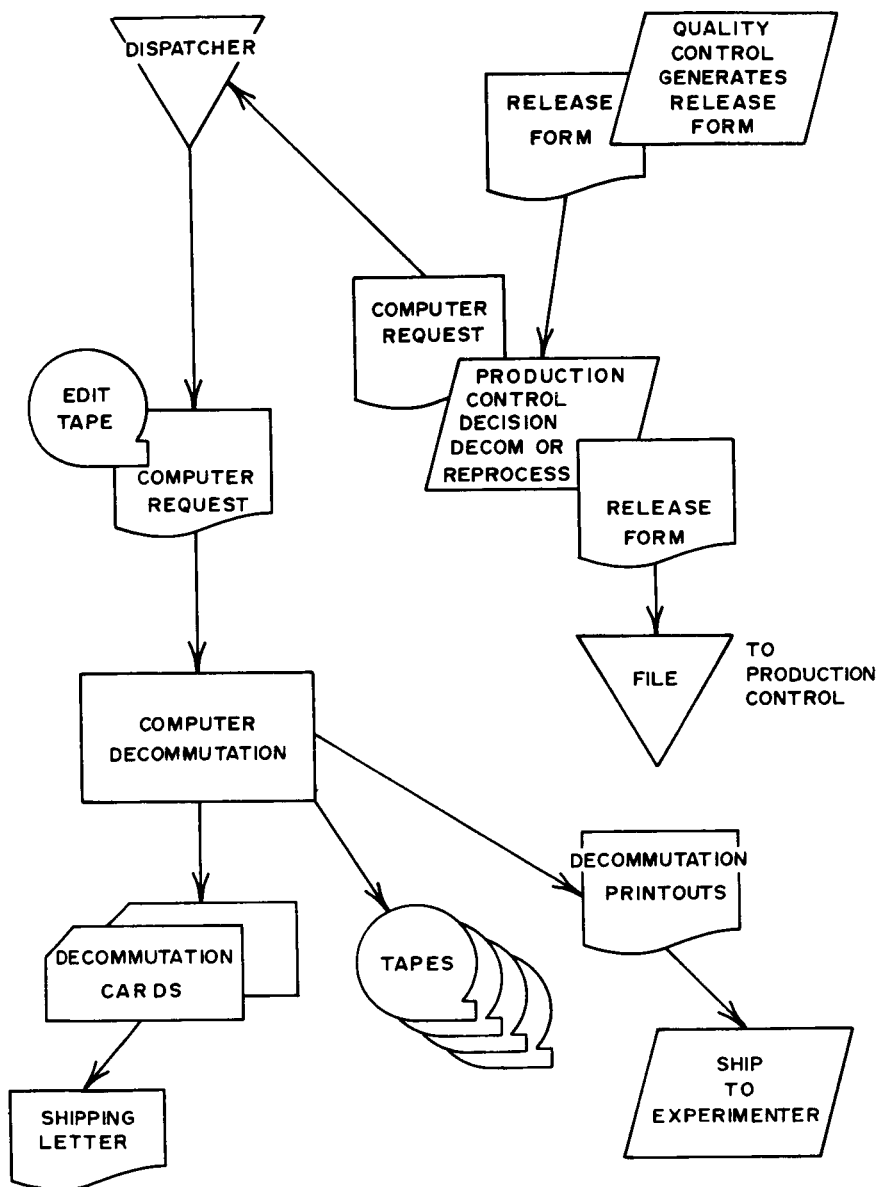 DISPATCHER
QUALITY
CONTROL
GENERATES
RELEASE
FORM
RELEASE
FORM
COMPUTER
REQUEST
PRODUCTION
CONTROL
DECISION
DECOM OR
REPROCESS
EDIT
TAPE
COMPUTER
REQUEST
RELEASE
FORM
FILE
TO
PRODUCTION
CONTROL
COMPUTER
DECOMMUTATION
DECOMMUTATION
PRINTOUTS
DECOMMUTATION
CARDS
TAPES
SHIP
TO
EXPERIMENTER
SHIPPING
LETTER